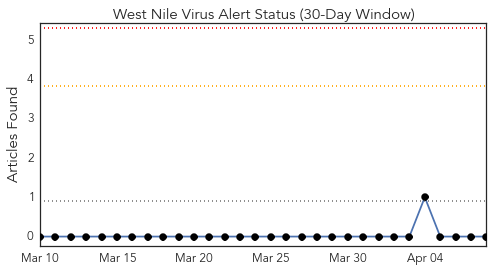 West Nile Virus Alert Status (30-Day Window)
Articles Found
5
4
3
2
1
0
Mar 10
Mar 15
Mar 20
Mar 25
Mar 30
Apr 04